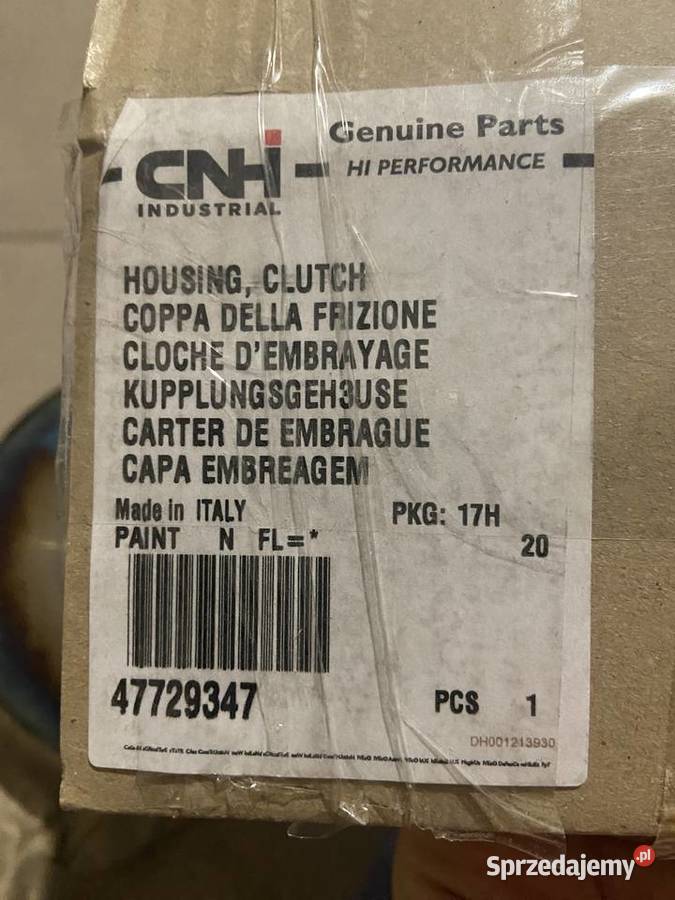 Genuine Parts
CNH
INDUSTRIAL
HI PERFORMANCE
HOUSING, CLUTCH
COPPA DELLA FRIZIONE
CLOCHE D'EMBRAYAGE
KUPPLUNGSGEH3USE
CARTER DE EMBRAGUE
CAPA EMBREAGEM
Made in ITALY PKG: 17H
PAINT N FL=* 20
47729347 PCS 1
DH001213930
Sprzedajemy.pl